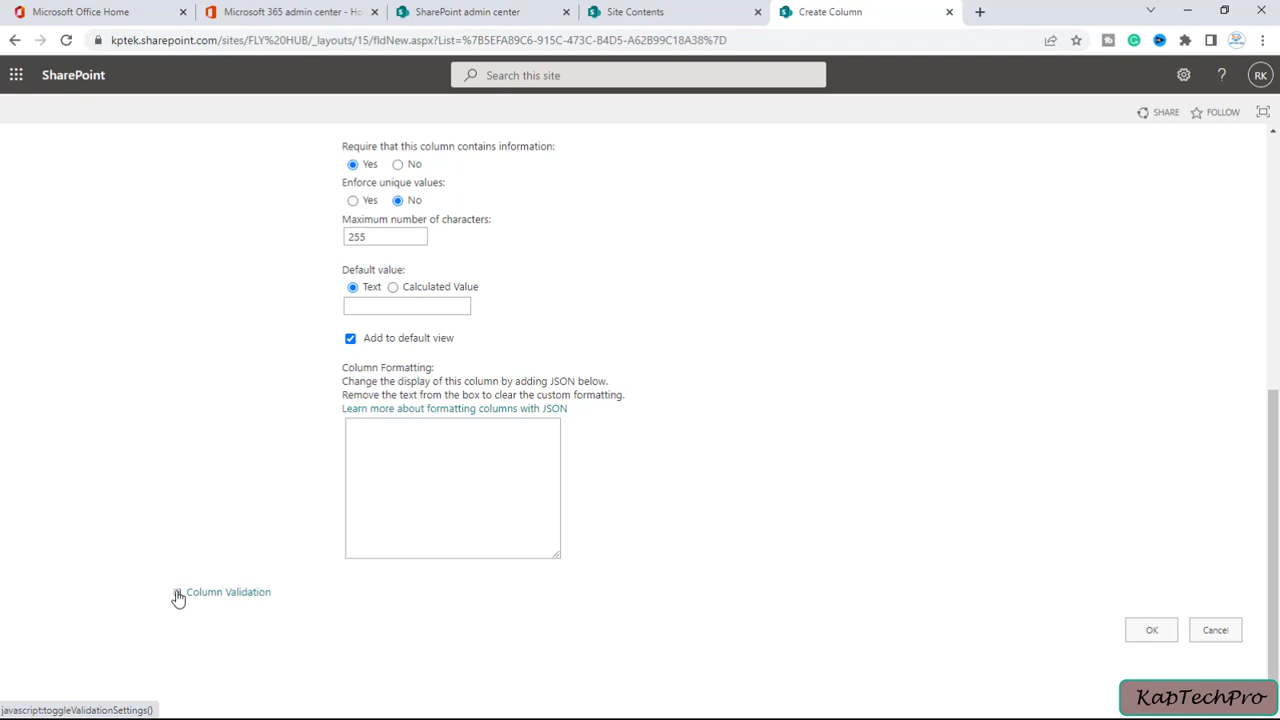 Microsoft Office Home
Microsoft 365 admin center - Ho
SharePoint admin center
Site Contents
Create Column
kptek.sharepoint.com/sites/FLY%20HUB/_layouts/15/fldNew.aspx?List=%7B5EFA89C6-915C-473C-B4D5-A62B99C18A38%7D
SharePoint
Search this site
RK
SHARE
FOLLOW
Require that this column contains information:
Yes No
Enforce unique values:
Yes No
Maximum number of characters:
255
Default value:
Text Calculated Value
Add to default view
Column Formatting:
Change the display of this column by adding JSON below.
Remove the text from the box to clear the custom formatting.
Learn more about formatting columns with JSON
Column Validation
OK Cancel
javascript:toggleValidationSettings()
KapTechPro